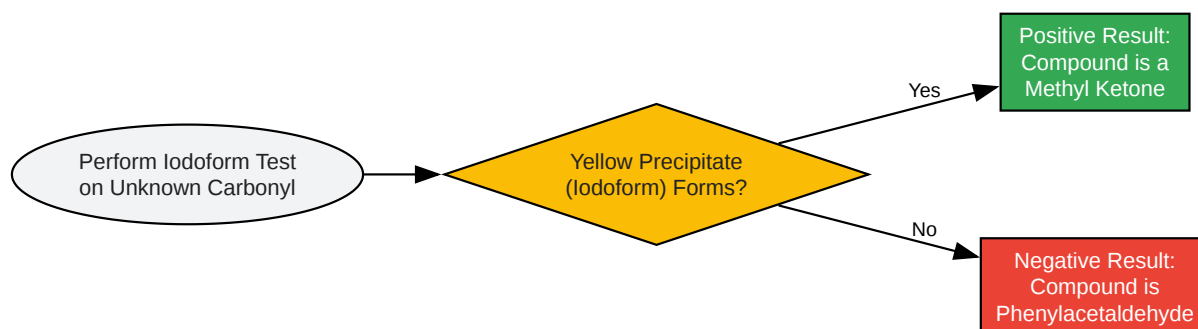 Perform Iodoform Test
on Unknown Carbonyl
Yellow Precipitate
(Iodoform) Forms?
Yes
Positive Result:
Compound is a
Methyl Ketone
No
Negative Result:
Compound is
Phenylacetaldehyde